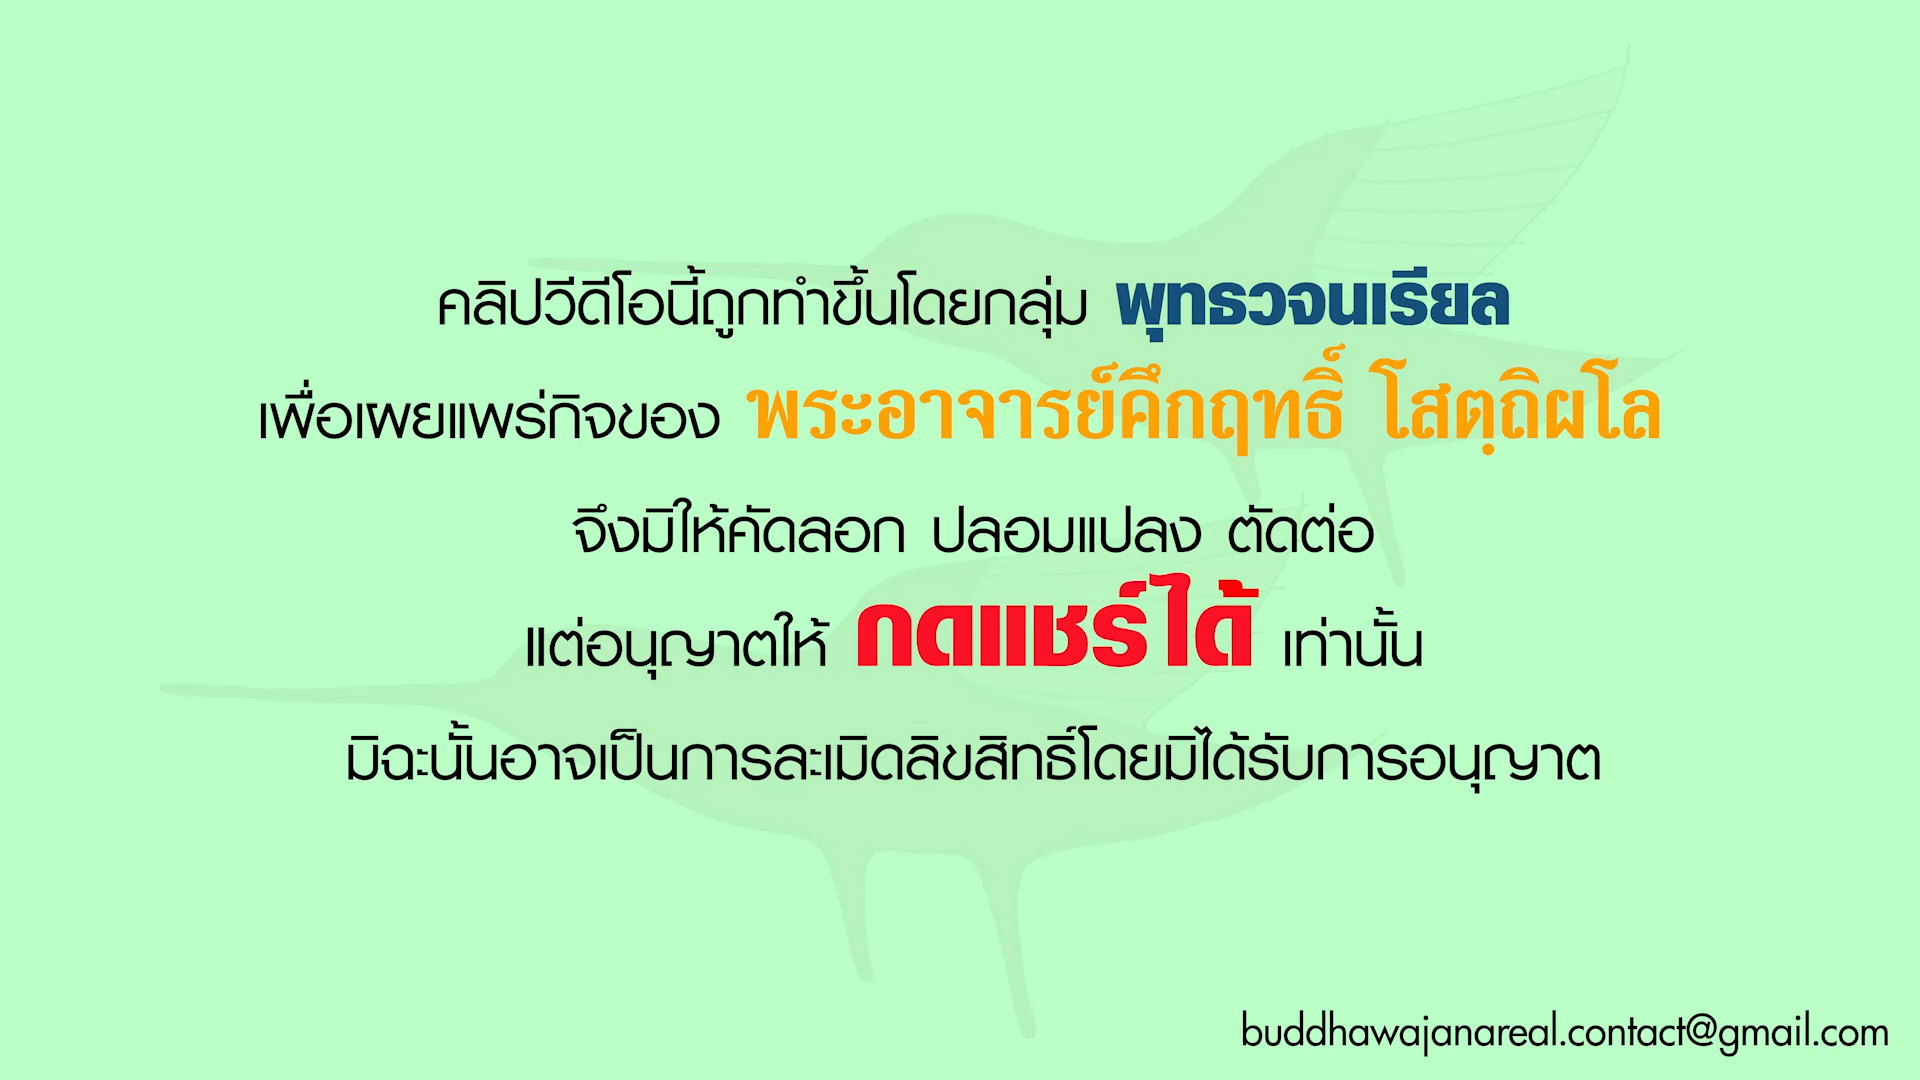 คลิปวีดีโอนี้ถูกทำขึ้นโดยกลุ่ม พุทธวจนเรียล
เพื่อเผยแพร่กิจของ พระอาจารย์คึกฤทธิ์ โสตฺถิผโล
จึงมิให้คัดลอก ปลอมแปลง ตัดต่อ
แต่อนุญาตให้ กดแชร์ได้ เท่านั้น
มิฉะนั้นอาจเป็นการละเมิดลิขสิทธิ์โดยมิได้รับการอนุญาต
buddhawajanareal.contact@gmail.com